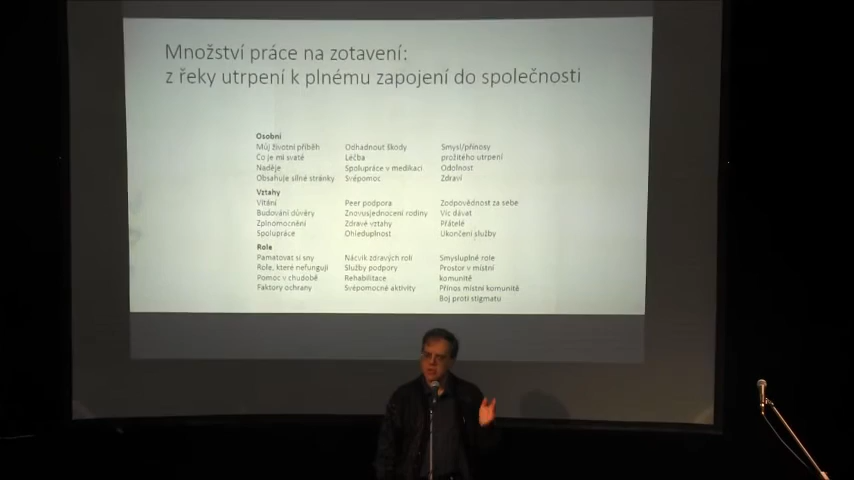 Množství práce na zotavení:
z řeky utrpení k plnému zapojení do společnosti
Osobní
Můj životní příběh
Co je mi svaté
Naděje
Obsahuje silné stránky
Odhadnout škody
Léčba
Spolupráce v medikaci
Svépomoc
Smysl/přínosy
prožitého utrpení
Odolnost
Zdraví
Vztahy
Vítání
Budování důvěry
Zplnomocnění
Spolupráce
Peer podpora
Znovusjednocení rodiny
Zdravé vztahy
Ohleduplnost
Zodpovědnost za sebe
Víc dávat
Přátelé
Ukončení služby
Role
Pamatovat si sny
Role, které nefungují
Pomoc v chudobě
Faktory ochrany
Nácvik zdravých rolí
Služby podpory
Rehabilitace
Svépomocné aktivity
Smysluplné role
Prostor v místní
komunitě
Přínos místní komunitě
Boj proti stigmatu